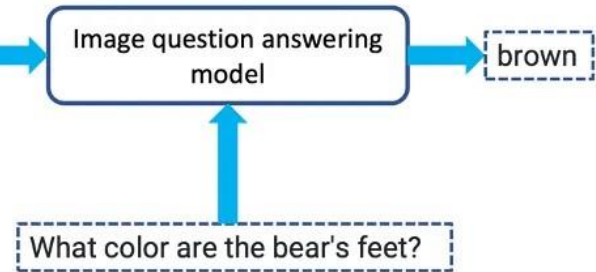 Image question answering
model
brown
What color are the bear's feet?